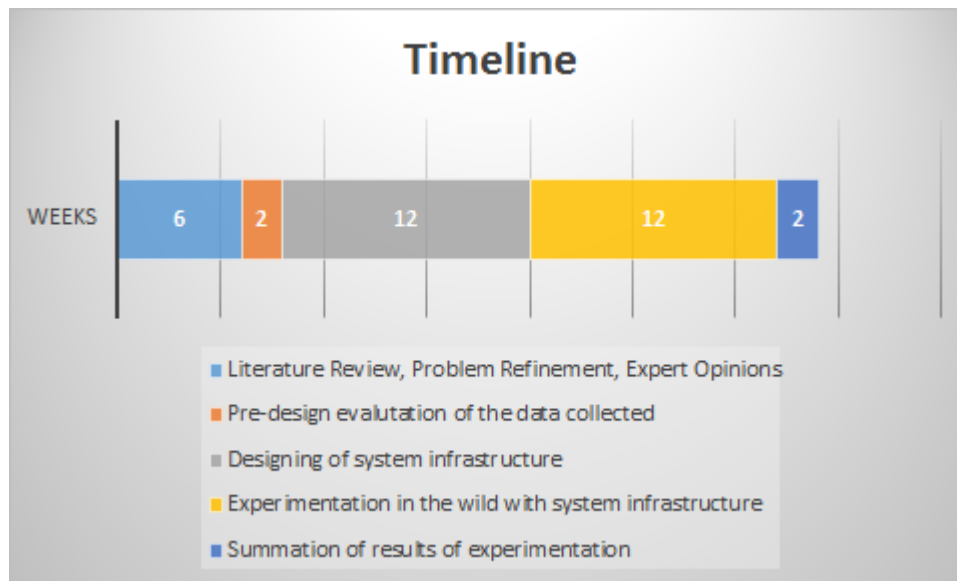 Timeline
WEEKS
6 2 12 12 2
Literature Review, Problem Refinement, Expert Opinions
Pre-design evalutation of the data collected
Designing of system infrastructure
Experimentation in the wild with system infrastructure
Summation of results of experimentation